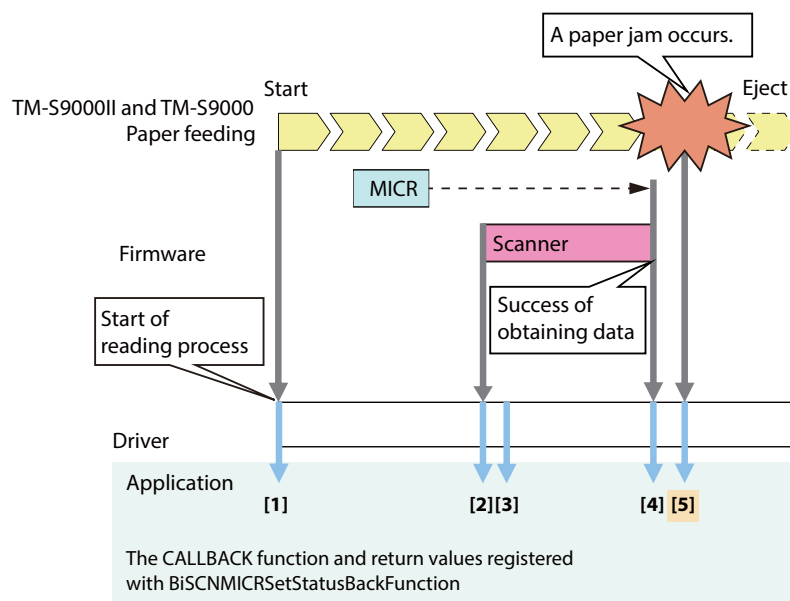 A paper jam occurs.
Start
Eject
TM-S9000II and TM-S9000
Paper feeding
MICR
Firmware
Scanner
Start of
reading process
Success of
obtaining data
Driver
Application
[1]
[2][3]
[4]
[5]
The CALLBACK function and return values registered
with BiSCNMICRSetStatusBackFunction